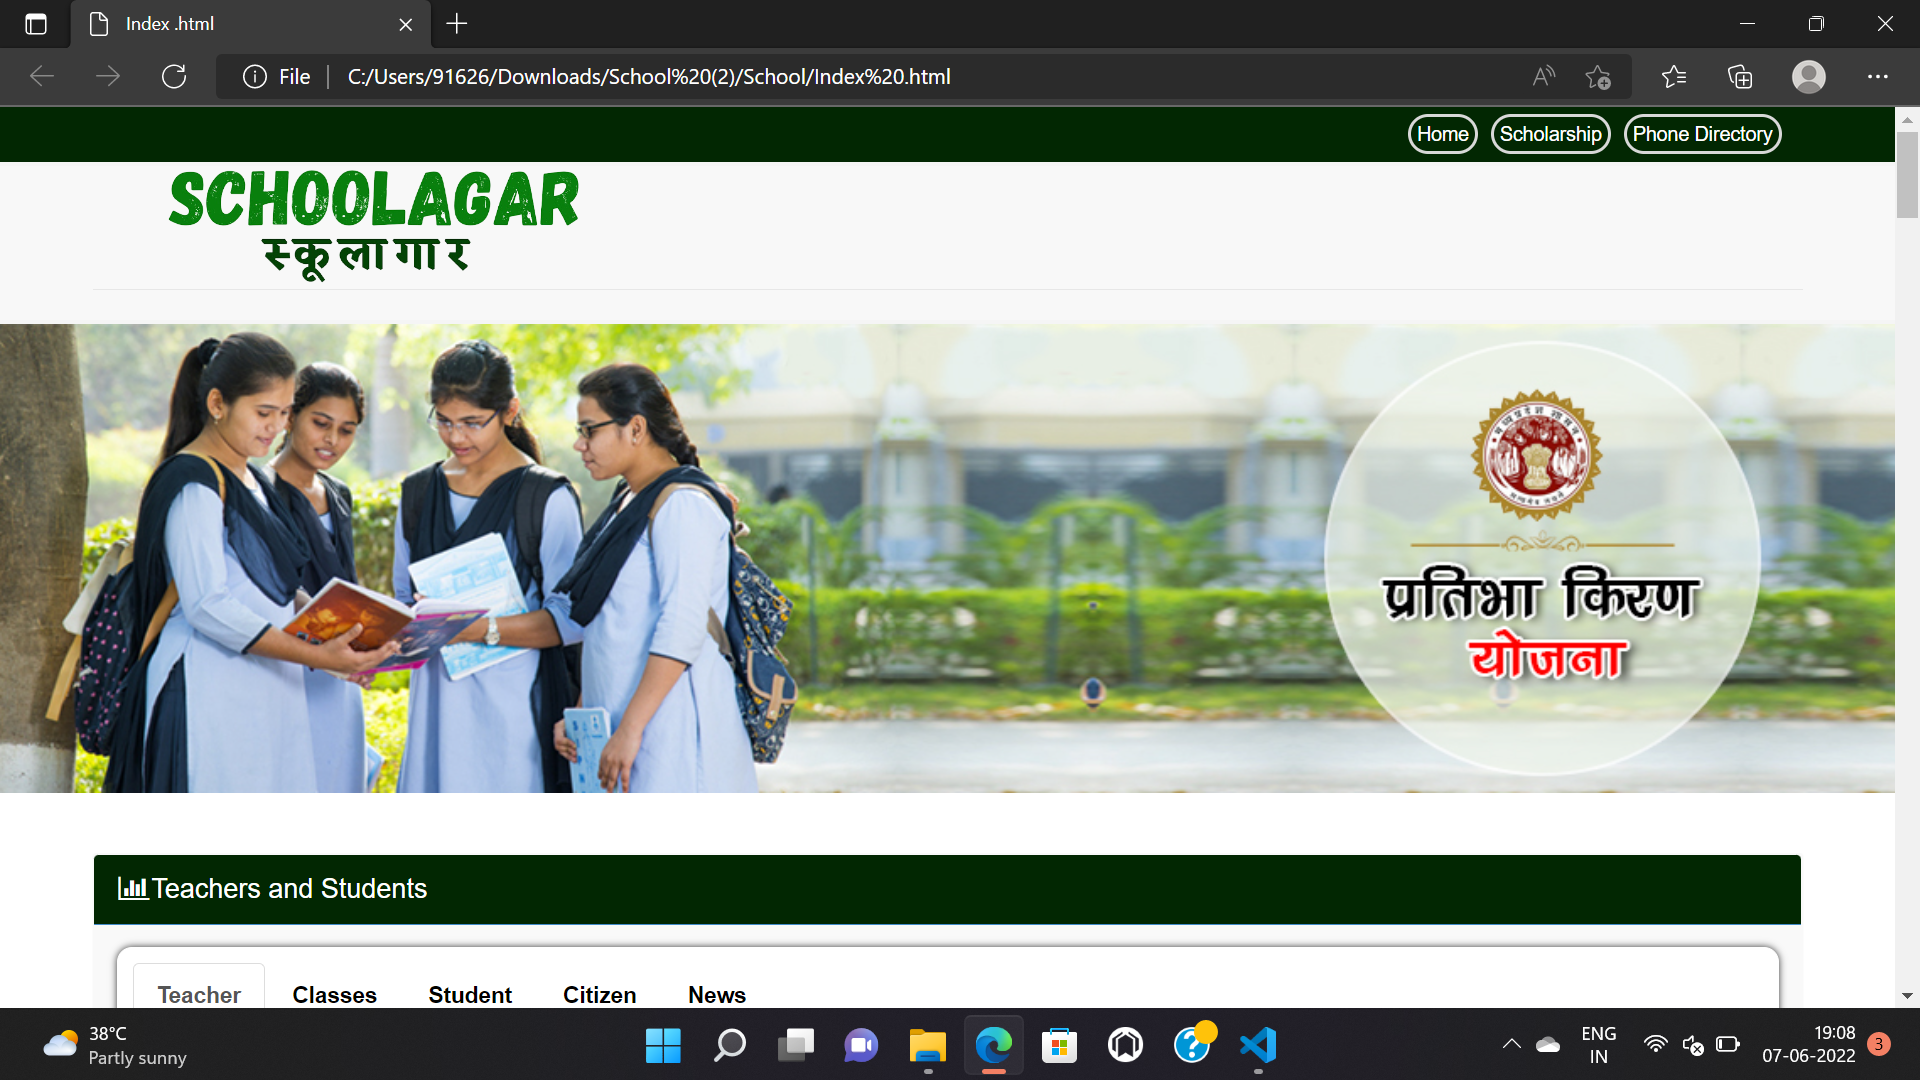 Index .html
File
C:/Users/91626/Downloads/School%20(2)/School/Index%20.html
Home
Scholarship
Phone Directory
SCHOOLAGAR
स्कूलागार
प्रतिभा किरण
योजना
Teachers and Students
Teacher
Classes
Student
Citizen
News
38°C
Partly sunny
ENG
IN
19:08
07-06-2022
3